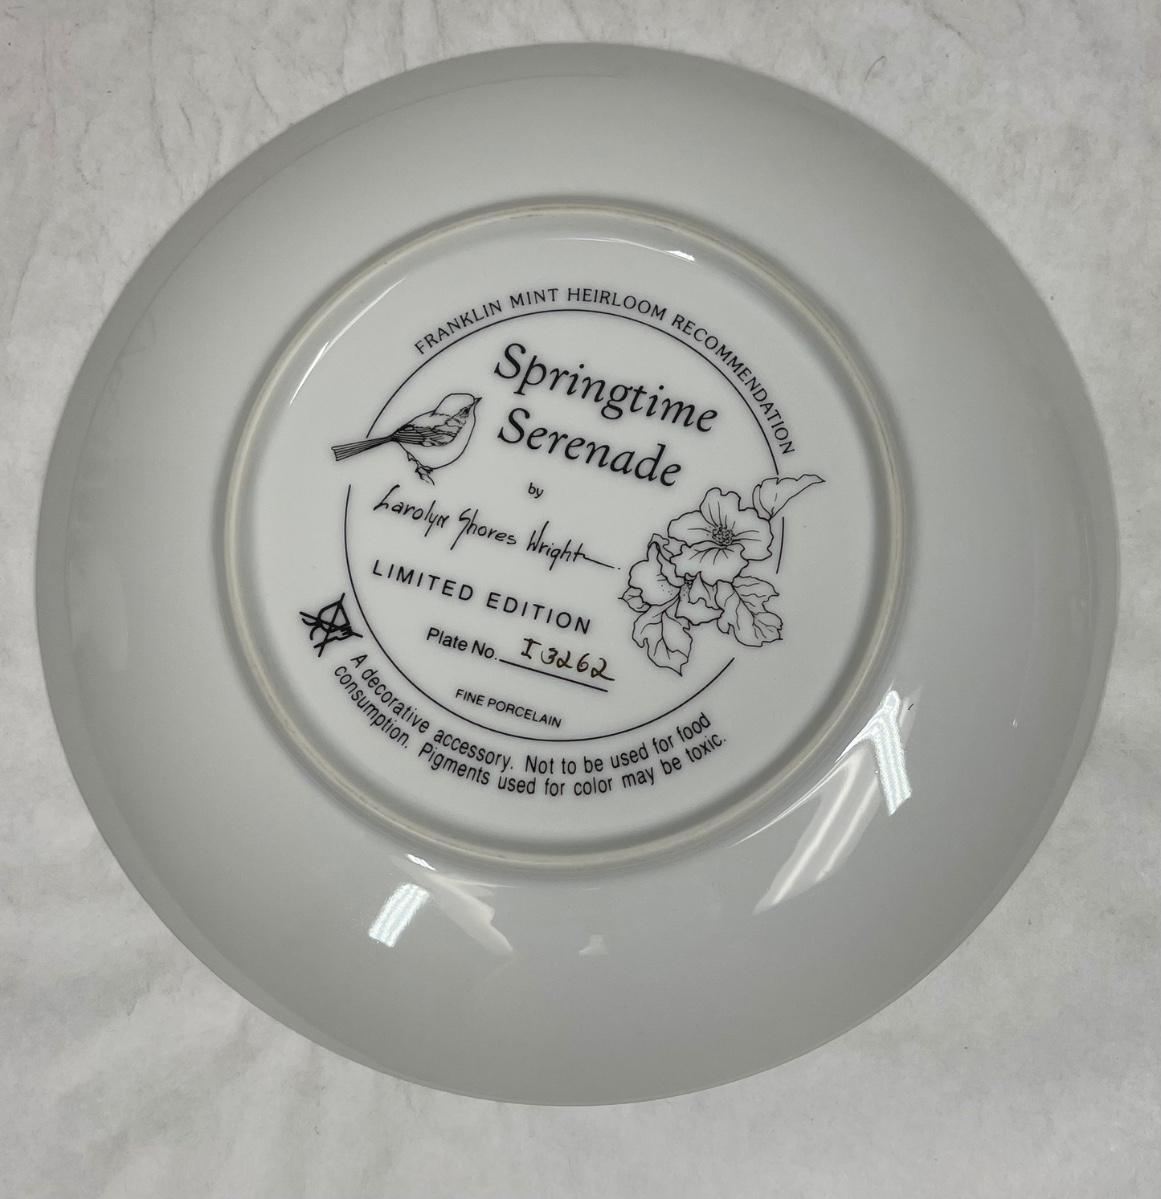 FRANKLIN MINT HEIRLOOM RECOMMENDATION
Springtime
Serenade
by
Carolyn Shores Wright
LIMITED EDITION
Plate No. I3262
FINE PORCELAIN
A decorative accessory. Not to be used for food
consumption. Pigments used for color may be toxic.